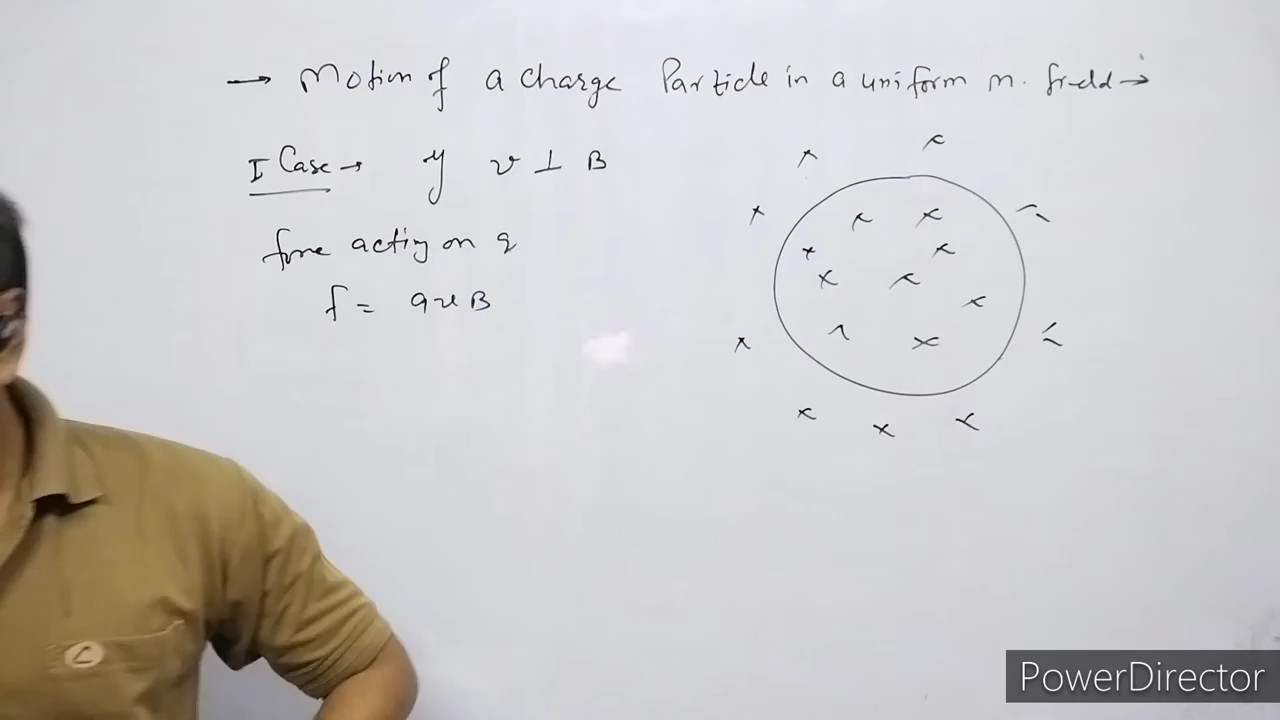 → Motion of a charge Particle in a uniform m. field →
I Case → if v ⊥ B
force acting on q
f = qvB
PowerDirector